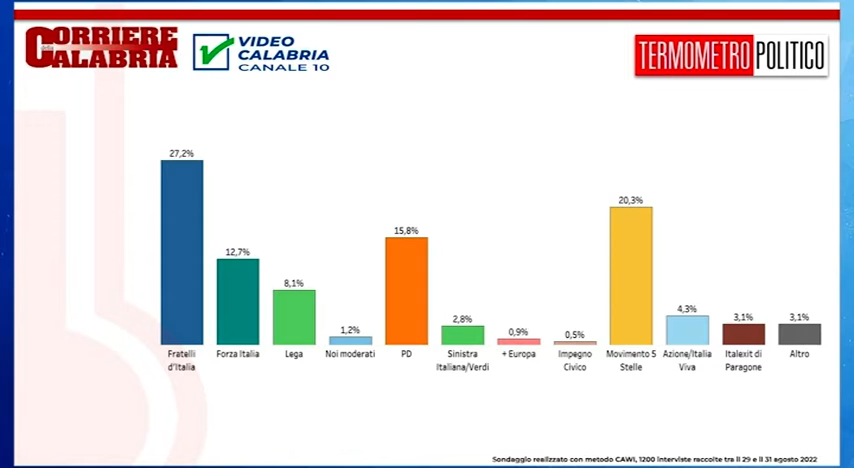 CORRIERE
della
CALABRIA
VIDEO
CALABRIA
CANALE 10
TERMOMETRO POLITICO
27,2%
12,7%
8,1%
1,2%
15,8%
2,8%
0,9%
0,5%
20,3%
4,3%
3,1%
3,1%
Fratelli
d'Italia
Forza Italia
Lega
Noi moderati
PD
Sinistra
Italiana/Verdi
+ Europa
Impegno
Civico
Movimento 5
Stelle
Azione/Italia
Viva
Italexit di
Paragone
Altro
Sondaggio realizzato con metodo CAWI, 1200 interviste raccolte tra il 29 e il 31 agosto 2022